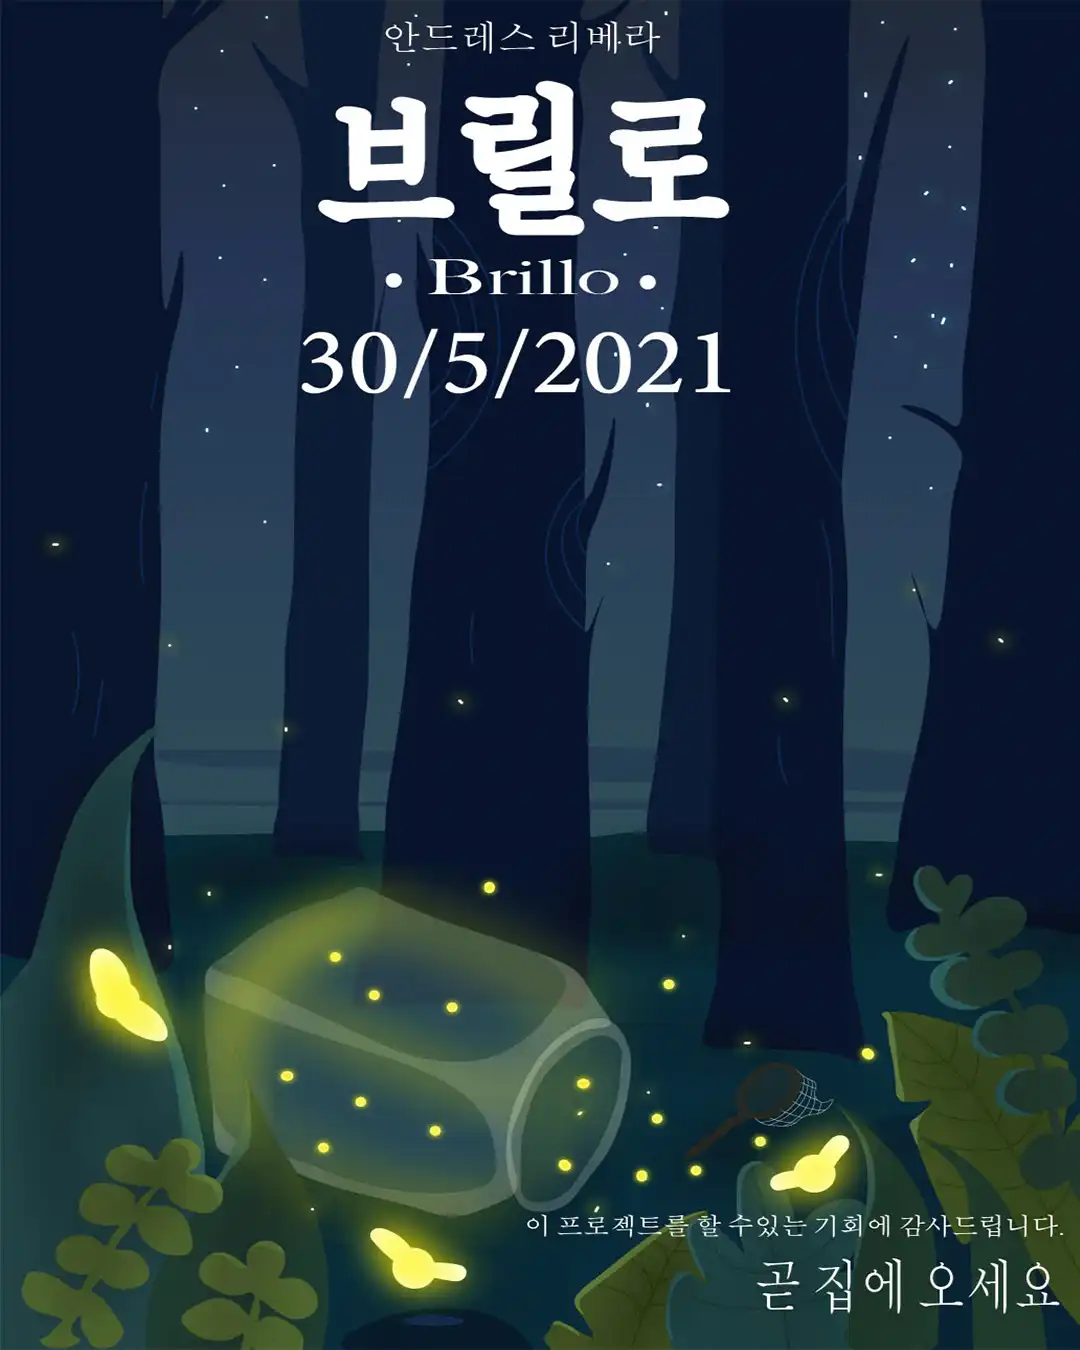 안드레스 리베라
브릴로
• Brillo •
30/5/2021
이 프로젝트를 할 수있는 기회에 감사드립니다.
곧 집에 오세요